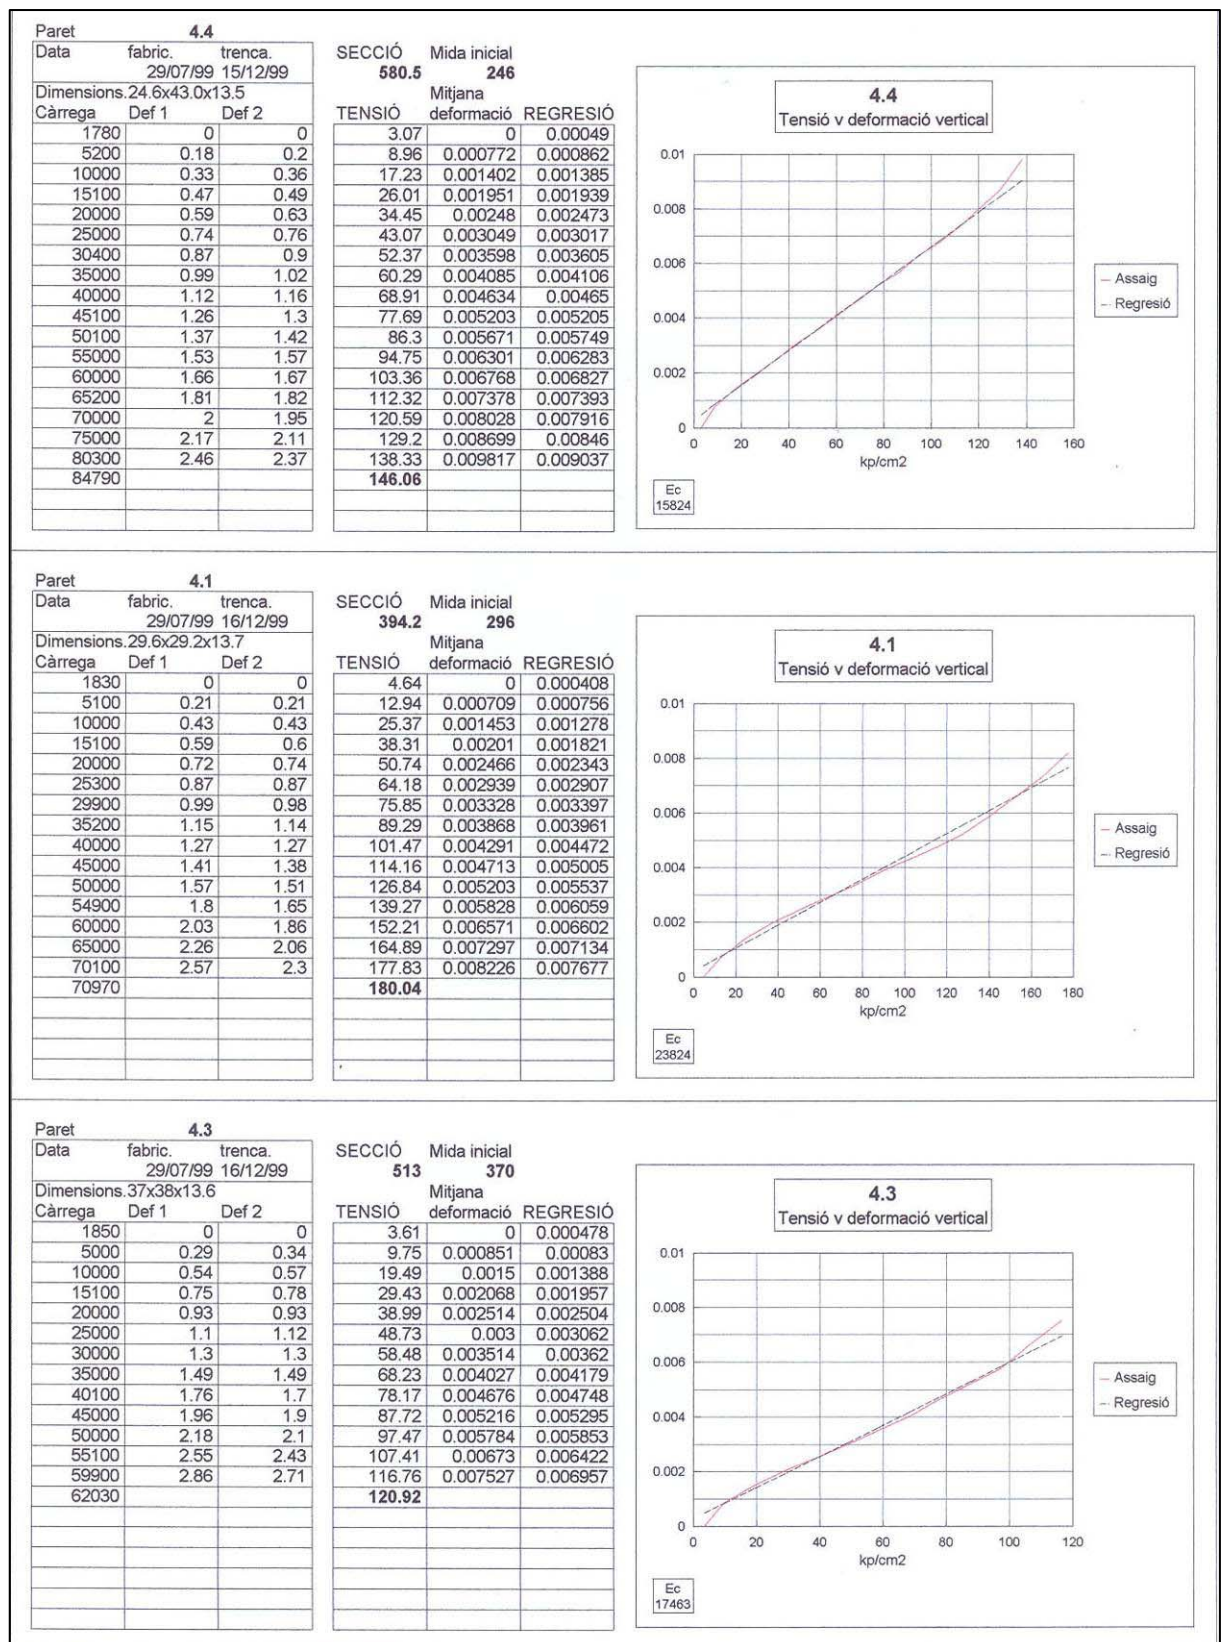 Paret 4.4
Data fabric. trenca. SECCIÓ Mida inicial
29/07/99 15/12/99 580.5 246
Dimensions.24.6x43.0x13.5 Mitjana
Càrrega Def 1 Def 2 TENSIÓ deformació REGRESIÓ
1780 0 0 3.07 0 0.00049
5200 0.18 0.2 8.96 0.000772 0.000862
10000 0.33 0.36 17.23 0.001402 0.001385
15100 0.47 0.49 26.01 0.001951 0.001939
20000 0.59 0.63 34.45 0.00248 0.002473
25000 0.74 0.76 43.07 0.003049 0.003017
30400 0.87 0.9 52.37 0.003598 0.003605
35000 0.99 1.02 60.29 0.004085 0.004106
40000 1.12 1.16 68.91 0.004634 0.00465
45100 1.26 1.3 77.69 0.005203 0.005205
50100 1.37 1.42 86.3 0.005671 0.005749
55000 1.53 1.57 94.75 0.006301 0.006283
60000 1.66 1.67 103.36 0.006768 0.006827
65200 1.81 1.82 112.32 0.007378 0.007393
70000 2 1.95 120.59 0.008028 0.007916
75000 2.17 2.11 129.2 0.008699 0.00846
80300 2.46 2.37 138.33 0.009817 0.009037
84790 146.06
4.4
Tensió v deformació vertical
0.01
0.008
0.006
0.004
0.002
0
0 20 40 60 80 100 120 140 160
kp/cm2
Assaig
Regresió
Ec
15824
Paret 4.1
Data fabric. trenca. SECCIÓ Mida inicial
29/07/99 16/12/99 394.2 296
Dimensions.29.6x29.2x13.7 Mitjana
Càrrega Def 1 Def 2 TENSIÓ deformació REGRESIÓ
1830 0 0 4.64 0 0.000408
5100 0.21 0.21 12.94 0.000709 0.000756
10000 0.43 0.43 25.37 0.001453 0.001278
15100 0.59 0.6 38.31 0.00201 0.001821
20000 0.72 0.74 50.74 0.002466 0.002343
25300 0.87 0.87 64.18 0.002939 0.002907
29900 0.99 0.98 75.85 0.003328 0.003397
35200 1.15 1.14 89.29 0.003868 0.003961
40000 1.27 1.27 101.47 0.004291 0.004472
45000 1.41 1.38 114.16 0.004713 0.005005
50000 1.57 1.51 126.84 0.005203 0.005537
54900 1.8 1.65 139.27 0.005828 0.006059
60000 2.03 1.86 152.21 0.006571 0.006602
65000 2.26 2.06 164.89 0.007297 0.007134
70100 2.57 2.3 177.83 0.008226 0.007677
70970 180.04
4.1
Tensió v deformació vertical
0.01
0.008
0.006
0.004
0.002
0
0 20 40 60 80 100 120 140 160 180
kp/cm2
Assaig
Regresió
Ec
23824
Paret 4.3
Data fabric. trenca. SECCIÓ Mida inicial
29/07/99 16/12/99 513 370
Dimensions.37x38x13.6 Mitjana
Càrrega Def 1 Def 2 TENSIÓ deformació REGRESIÓ
1850 0 0 3.61 0 0.000478
5000 0.29 0.34 9.75 0.000851 0.00083
10000 0.54 0.57 19.49 0.0015 0.001388
15100 0.75 0.78 29.43 0.002068 0.001957
20000 0.93 0.93 38.99 0.002514 0.002504
25000 1.1 1.12 48.73 0.003 0.003062
30000 1.3 1.3 58.48 0.003514 0.00362
35000 1.49 1.49 68.23 0.004027 0.004179
40100 1.76 1.7 78.17 0.004676 0.004748
45000 1.96 1.9 87.72 0.005216 0.005295
50000 2.18 2.1 97.47 0.005784 0.005853
55100 2.55 2.43 107.41 0.00673 0.006422
59900 2.86 2.71 116.76 0.007527 0.006957
62030 120.92
4.3
Tensió v deformació vertical
0.01
0.008
0.006
0.004
0.002
0
0 20 40 60 80 100 120
kp/cm2
Assaig
Regresió
Ec
17463